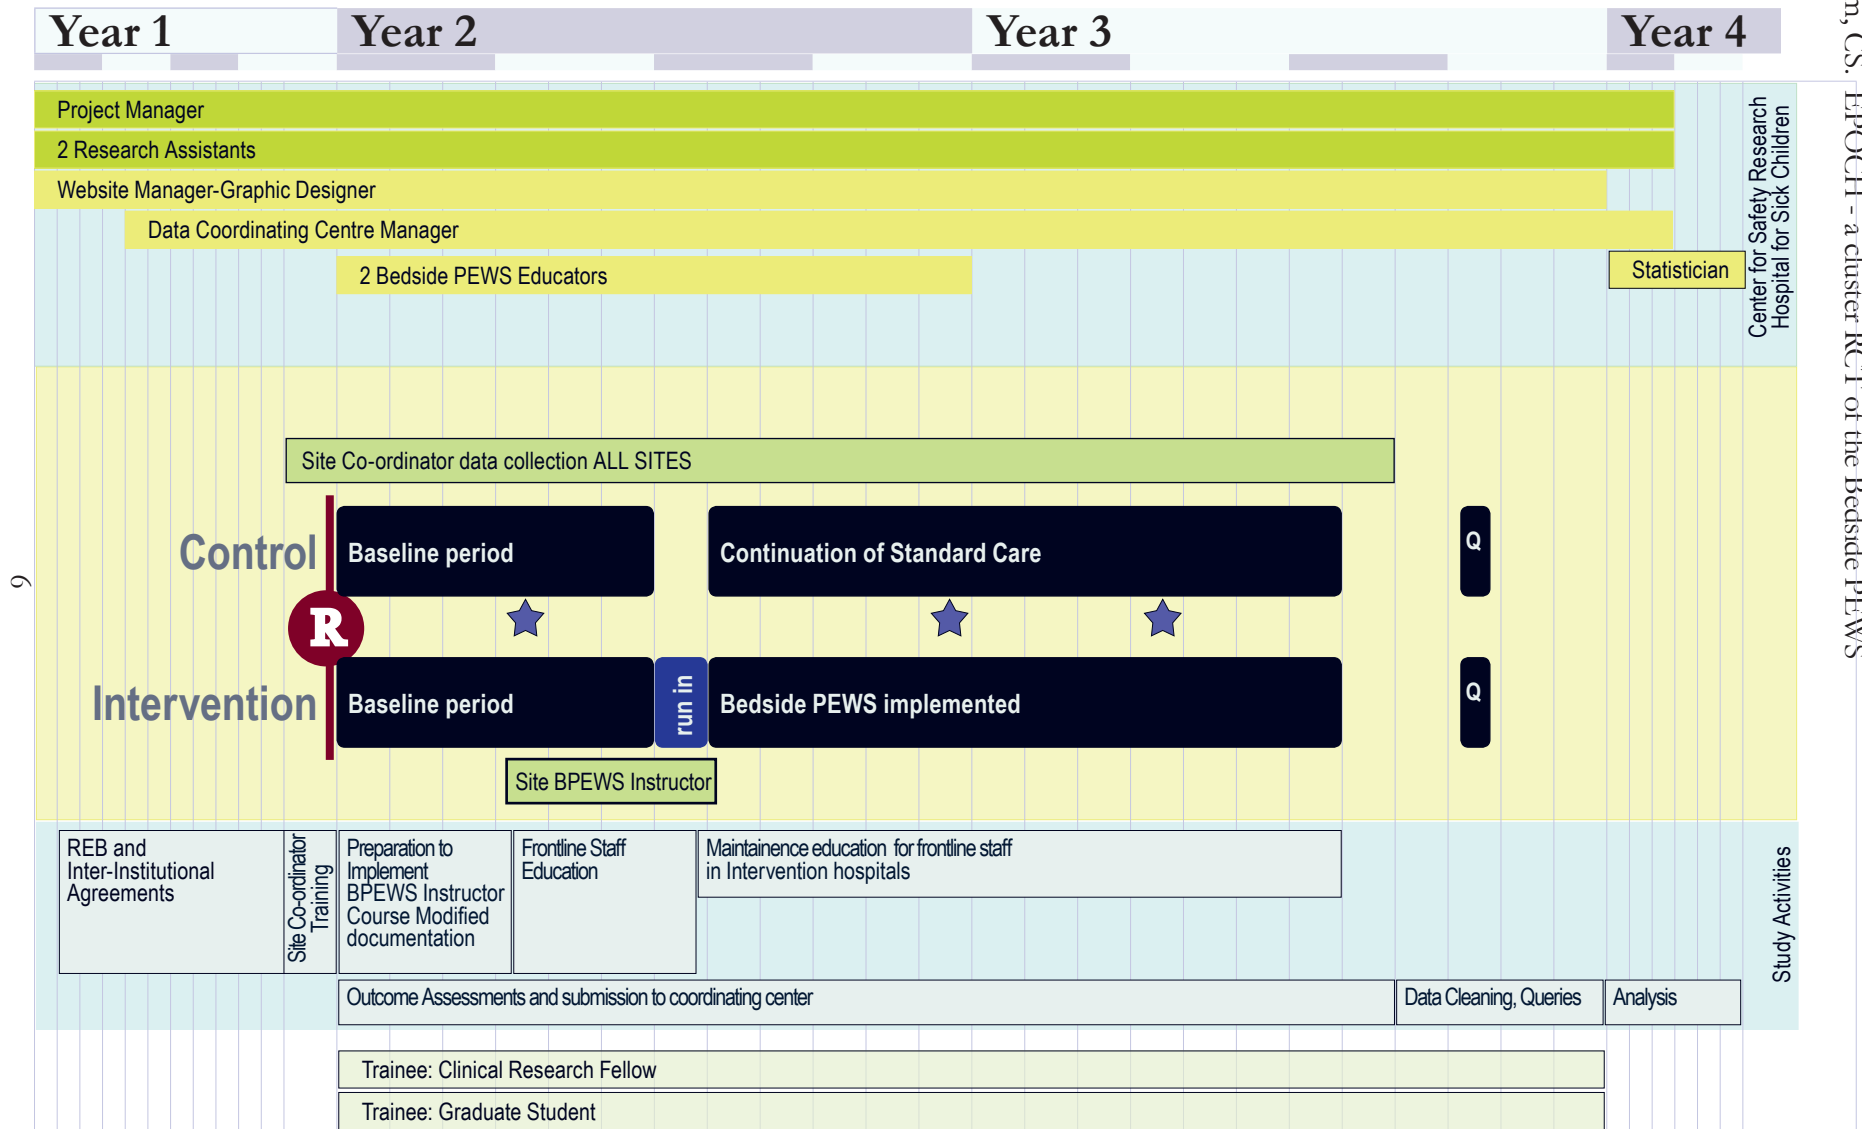 Year 1
Year 2
Year 3
Year 4
Project Manager
2 Research Assistants
Website Manager-Graphic Designer
Data Coordinating Centre Manager
2 Bedside PEWS Educators
Statistician
Center for Safety Research
Hospital for Sick Children
Site Co-ordinator data collection ALL SITES
Control
Baseline period
Continuation of Standard Care
Q
R
Intervention
Baseline period
run in
Bedside PEWS implemented
Q
Site BPEWS Instructor
REB and
Inter-Institutional
Agreements
Site Co-ordinator
Training
Preparation to
Implement
BPEWS Instructor
Course Modified
documentation
Frontline Staff
Education
Maintainence education for frontline staff
in Intervention hospitals
Study Activities
Outcome Assessments and submission to coordinating center
Data Cleaning, Queries
Analysis
Trainee: Clinical Research Fellow
Trainee: Graduate Student
CS. EPOCH - a cluster RCT of the Bedside PEWS
6